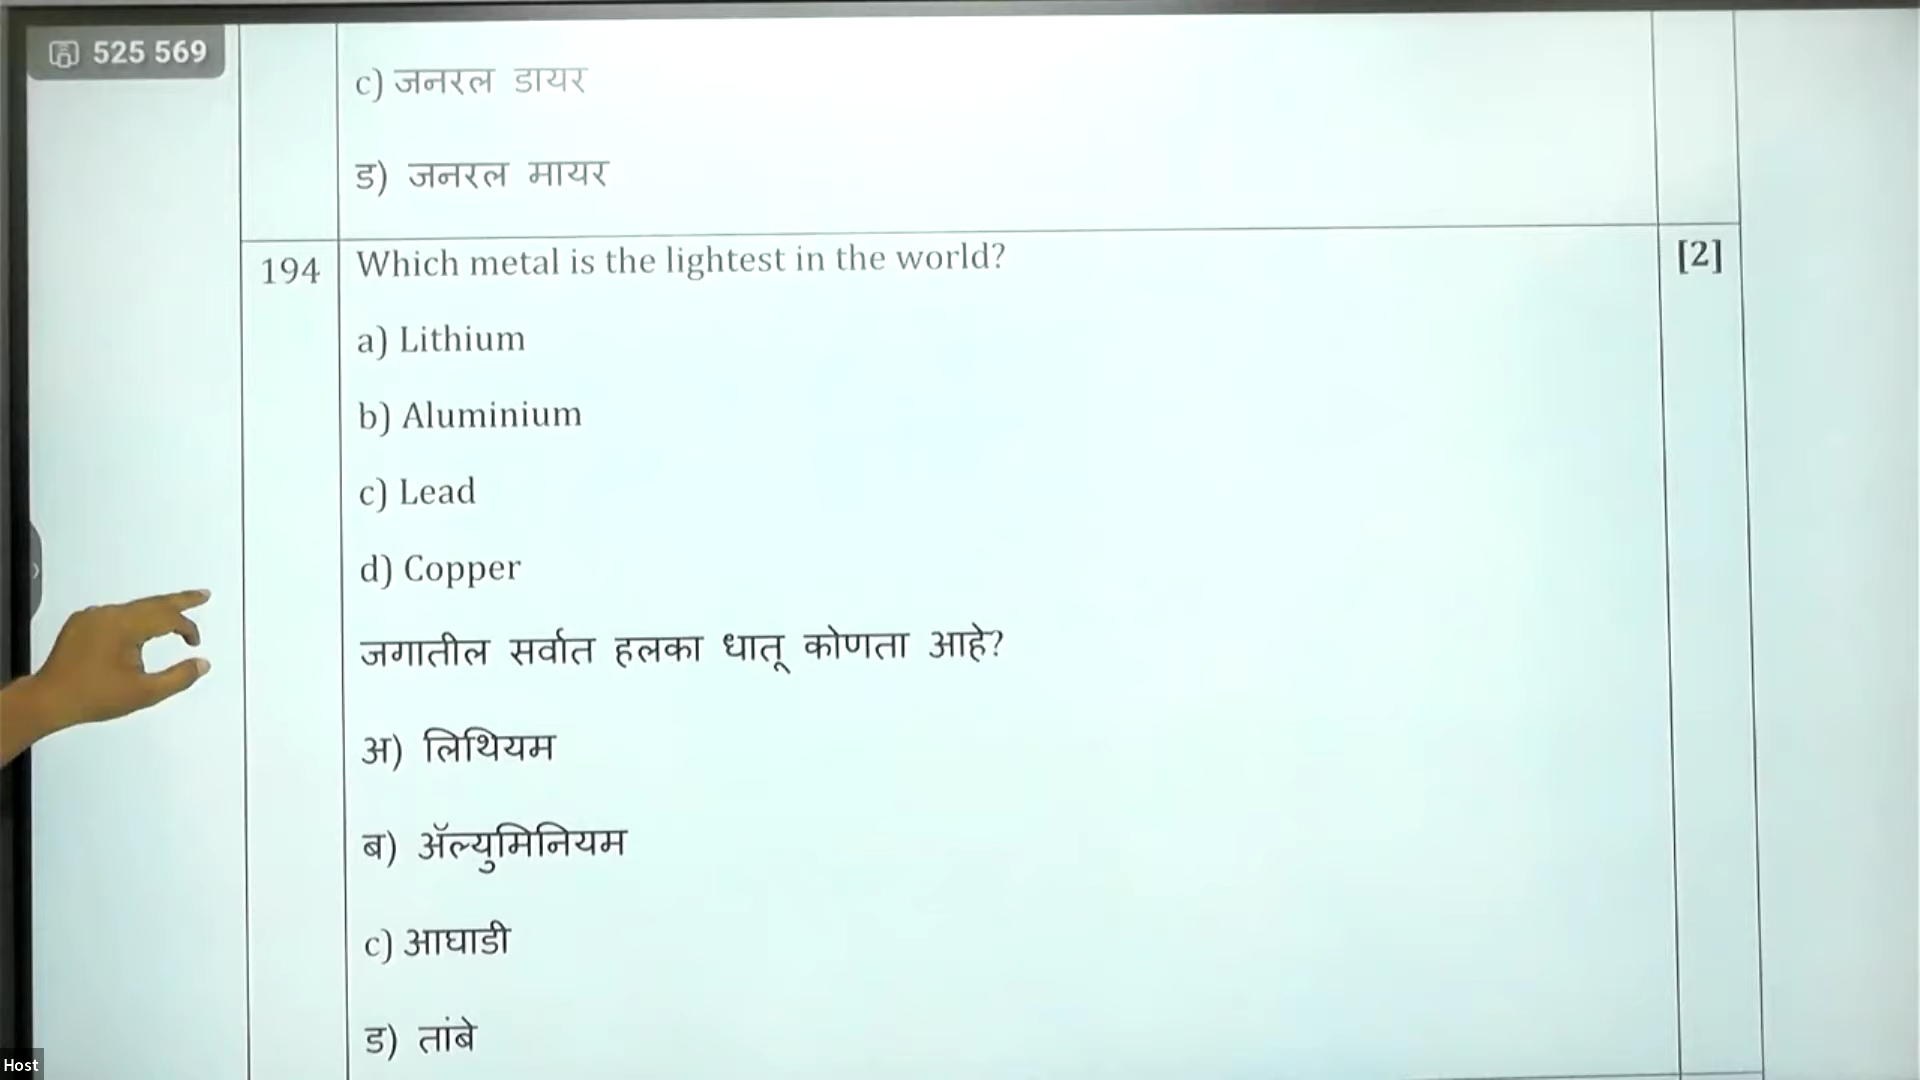 525 569
c) जनरल डायर
ड) जनरल मायर
194 Which metal is the lightest in the world? [2]
a) Lithium
b) Aluminium
c) Lead
d) Copper
जगातील सर्वात हलका धातू कोणता आहे?
अ) लिथियम
ब) ॲल्युमिनियम
c) आघाडी
ड) तांबे
Host